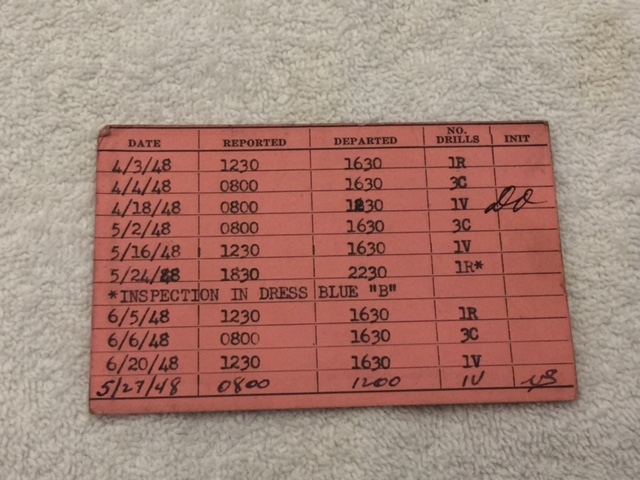 DATE REPORTED DEPARTED NO. DRILLS INIT
4/3/48 1230 1630 1R
4/4/48 0800 1630 3C
4/18/48 0800 1230 1V
5/2/48 0800 1630 3C
5/16/48 1230 1630 1V
5/24/48 1830 2230 1R*
*INSPECTION IN DRESS BLUE "B"
6/5/48 1230 1630 1R
6/6/48 0800 1630 3C
6/20/48 1230 1630 1V
5/27/48 0800 1200 1V